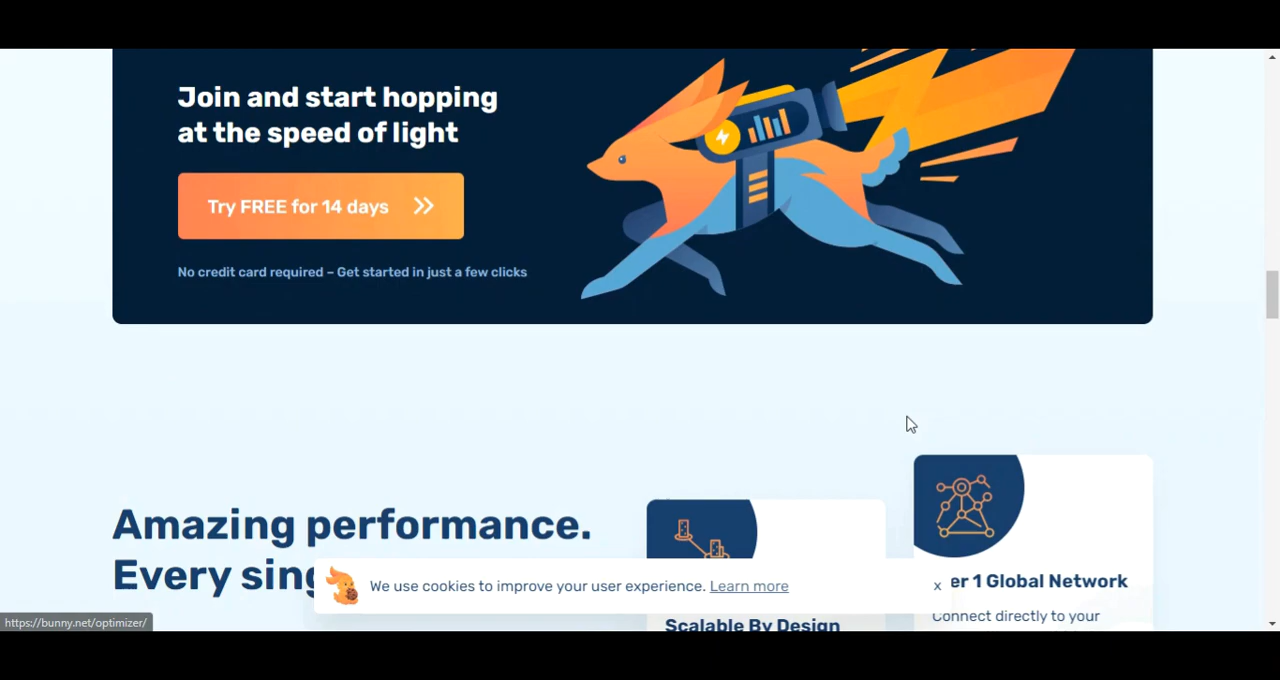 Join and start hopping
at the speed of light
Try FREE for 14 days
No credit card required – Get started in just a few clicks
Amazing performance.
Every sing
er 1 Global Network
Connect directly to your
Scalable By Design
We use cookies to improve your user experience. Learn more x
https://bunny.net/optimizer/